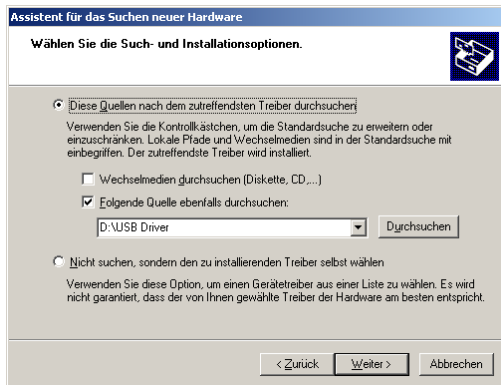 Assistent für das Suchen neuer Hardware
Wählen Sie die Such- und Installationsoptionen.
Diese Quellen nach dem zutreffendsten Treiber durchsuchen
Verwenden Sie die Kontrollkästchen, um die Standardsuche zu erweitern oder
einzuschränken. Lokale Pfade und Wechselmedien sind in der Standardsuche mit
einbegriffen. Der zutreffendste Treiber wird installiert.
Wechselmedien durchsuchen (Diskette, CD,...)
Folgende Quelle ebenfalls durchsuchen:
D:\USB Driver
Durchsuchen
Nicht suchen, sondern den zu installierenden Treiber selbst wählen
Verwenden Sie diese Option, um einen Gerätetreiber aus einer Liste zu wählen. Es wird
nicht garantiert, dass der von Ihnen gewählte Treiber der Hardware am besten entspricht.
< Zurück Weiter > Abbrechen